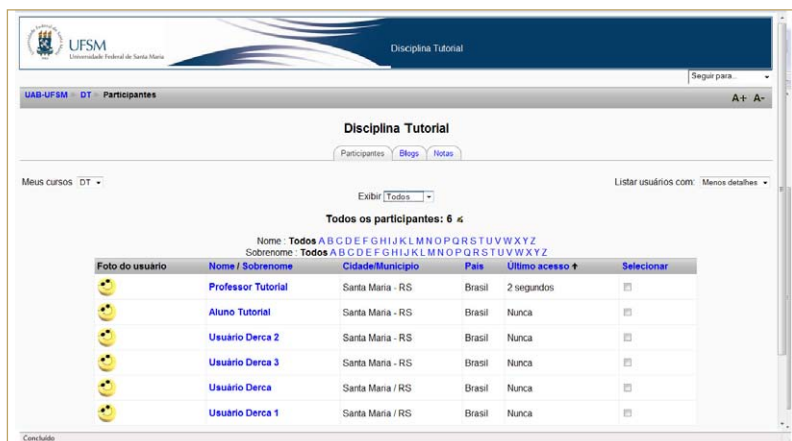 UFSM
Universidade Federal de Santa Maria
Disciplina Tutorial
Seguir para...
UAB-UFSM » DT » Participantes
A+ A-
Disciplina Tutorial
Participantes Blogs Notas
Meus cursos DT
Listar usuários com: Menos detalhes
Exibir Todos
Todos os participantes: 6
Nome : Todos A B C D E F G H I J K L M N O P Q R S T U V W X Y Z
Sobrenome : Todos A B C D E F G H I J K L M N O P Q R S T U V W X Y Z
Foto do usuário Nome / Sobrenome Cidade/Município País Último acesso Selecionar
Professor Tutorial Santa Maria - RS Brasil 2 segundos
Aluno Tutorial Santa Maria - RS Brasil Nunca
Usuário Derca 2 Santa Maria - RS Brasil Nunca
Usuário Derca 3 Santa Maria - RS Brasil Nunca
Usuário Derca Santa Maria / RS Brasil Nunca
Usuário Derca 1 Santa Maria / RS Brasil Nunca
Concluído